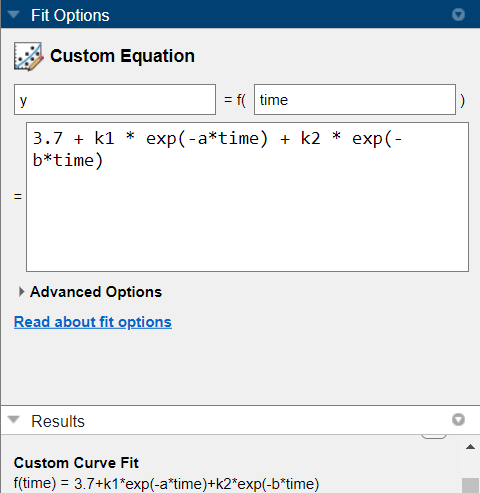 Fit Options
Custom Equation
y = f( time )
3.7 + k1 * exp(-a*time) + k2 * exp(-
b*time)
=
Advanced Options
Read about fit options
Results
Custom Curve Fit
f(time) = 3.7+k1*exp(-a*time)+k2*exp(-b*time)